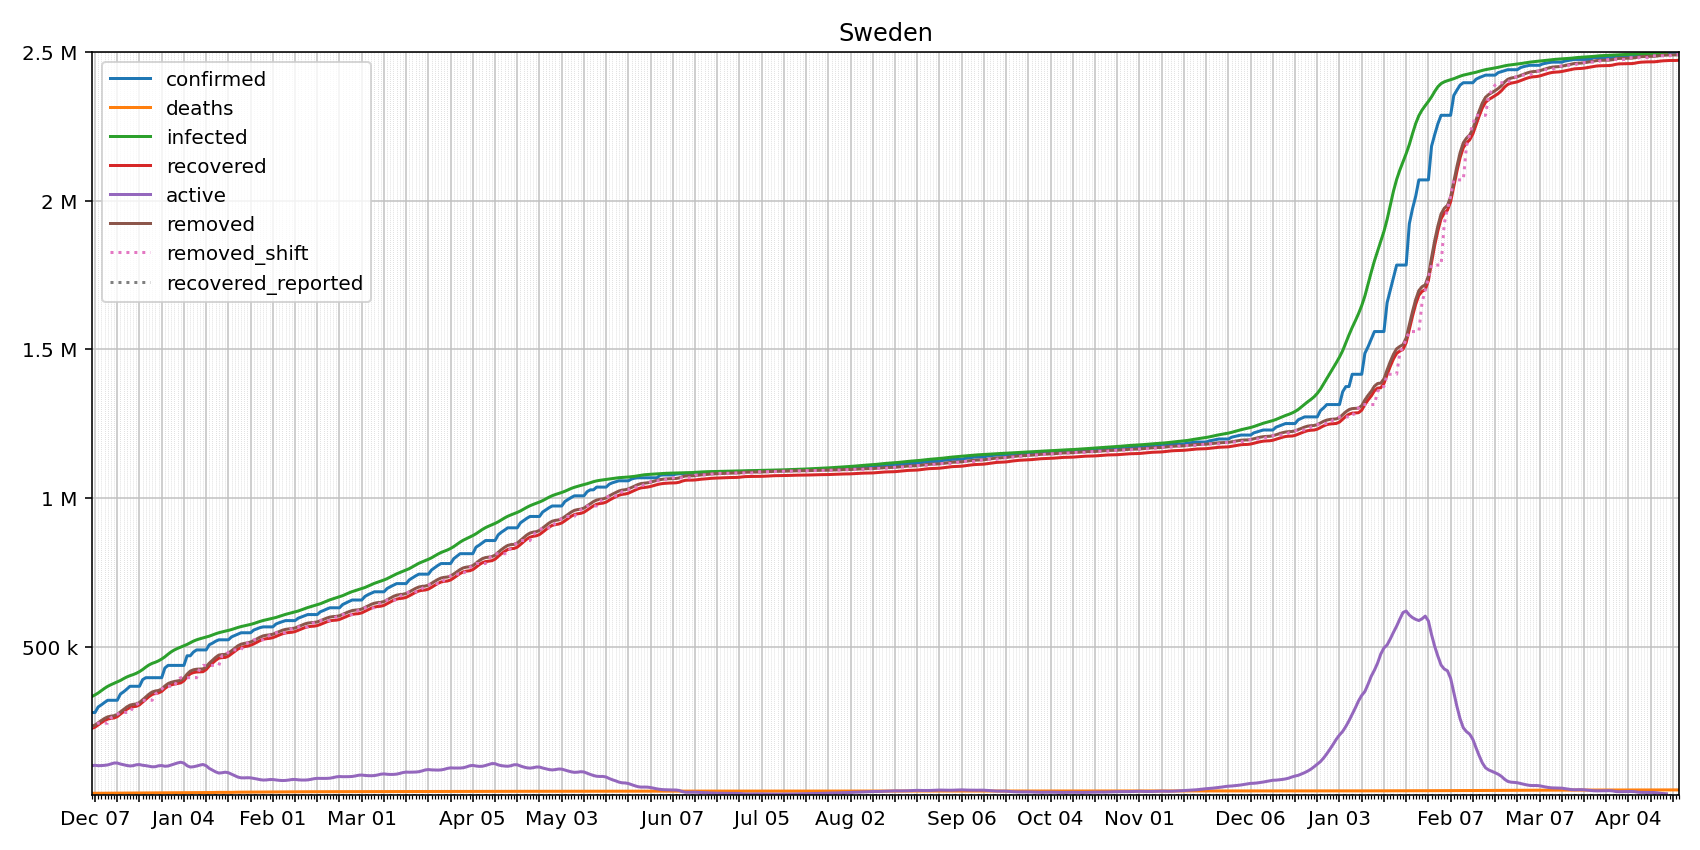 Sweden
2.5 M
2 M
1.5 M
1 M
500 k
confirmed
deaths
infected
recovered
active
removed
removed_shift
recovered_reported
Dec 07 Jan 04 Feb 01 Mar 01 Apr 05 May 03 Jun 07 Jul 05 Aug 02 Sep 06 Oct 04 Nov 01 Dec 06 Jan 03 Feb 07 Mar 07 Apr 04